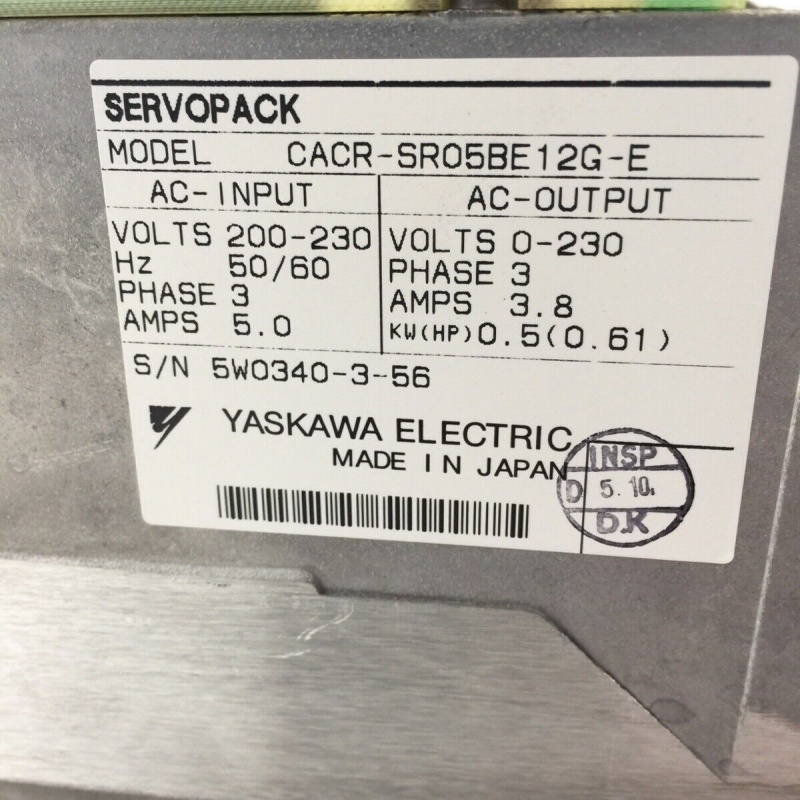 SERVOPACK
MODEL CACR-SR05BE12G-E
AC-INPUT AC-OUTPUT
VOLTS 200-230 VOLTS 0-230
Hz 50/60 PHASE 3
PHASE 3 AMPS 3.8
AMPS 5.0 KW(HP) 0.5(0.61)
S/N 5W0340-3-56
YASKAWA ELECTRIC
MADE IN JAPAN
INSP
D 5.10.
D.K